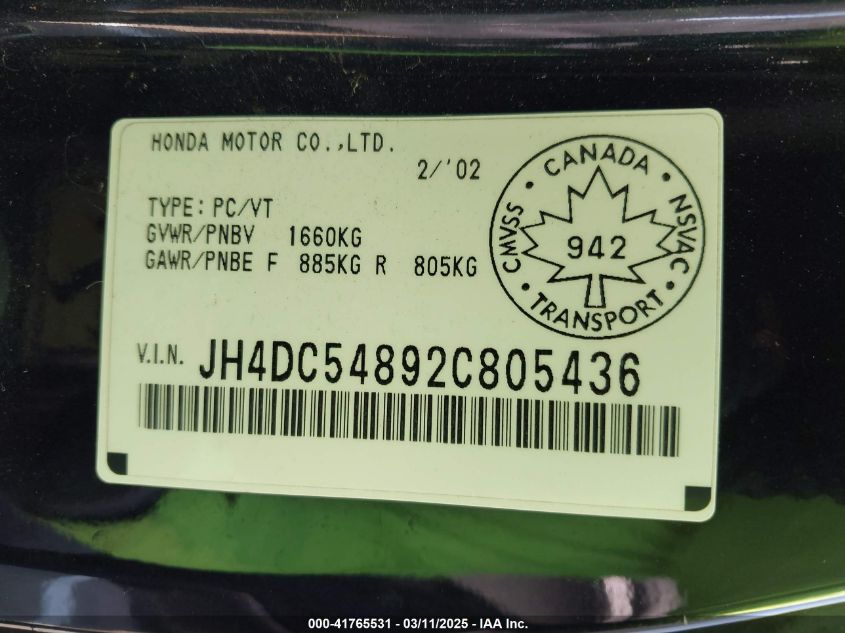 HONDA MOTOR CO.,LTD.
2/'02
TYPE: PC/VT
GVWR/PNBV 1660KG
GAWR/PNBE F 885KG R 805KG
CANADA
CMVSS
NSVAC
942
TRANSPORT
V.I.N. JH4DC54892C805436
000-41765531 - 03/11/2025 - IAA Inc.